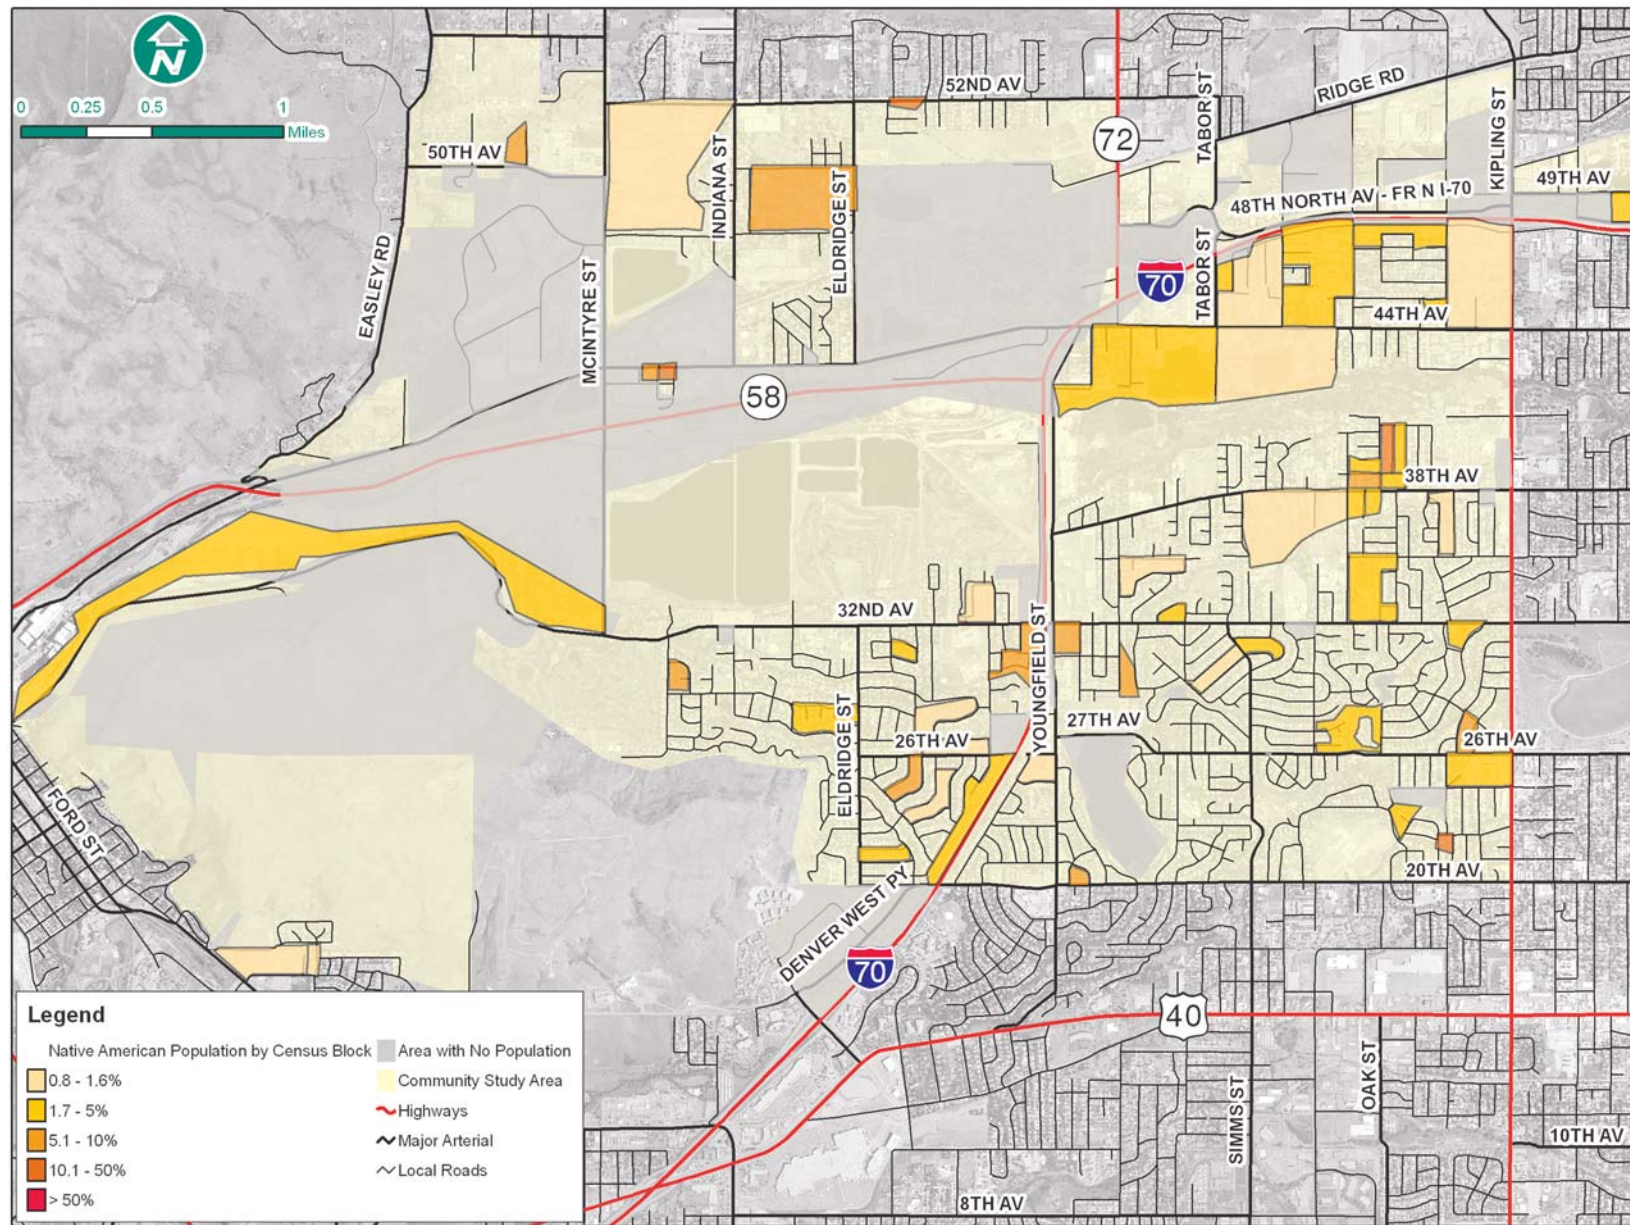 N
0 0.25 0.5 1
Miles
52ND AV
RIDGE RD
TABOR ST
72
KIPLING ST
50TH AV
49TH AV
INDIANA ST
ELDRIDGE ST
48TH NORTH AV - FR N I-70
EASLEY RD
MCINTYRE ST
TABOR ST
70
44TH AV
58
38TH AV
32ND AV
YOUNGFIELD ST
ELDRIDGE ST
27TH AV
26TH AV
26TH AV
FORD ST
20TH AV
DENVER WEST PY
70
40
OAK ST
SIMMS ST
10TH AV
8TH AV
Legend
Native American Population by Census Block
0.8 - 1.6%
1.7 - 5%
5.1 - 10%
10.1 - 50%
> 50%
Area with No Population
Community Study Area
Highways
Major Arterial
Local Roads